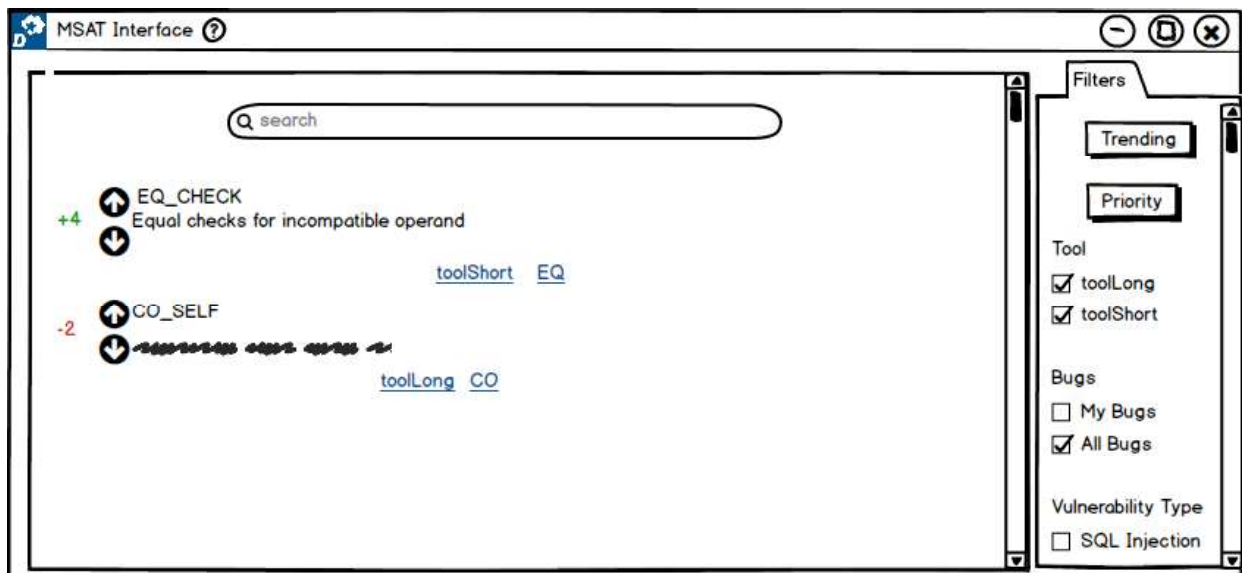 D
MSAT Interface ?
search
+4
EQ_CHECK
Equal checks for incompatible operand
toolShort EQ
-2
CO_SELF
toolLong CO
Filters
Trending
Priority
Tool
toolLong
toolShort
Bugs
My Bugs
All Bugs
Vulnerability Type
SQL Injection